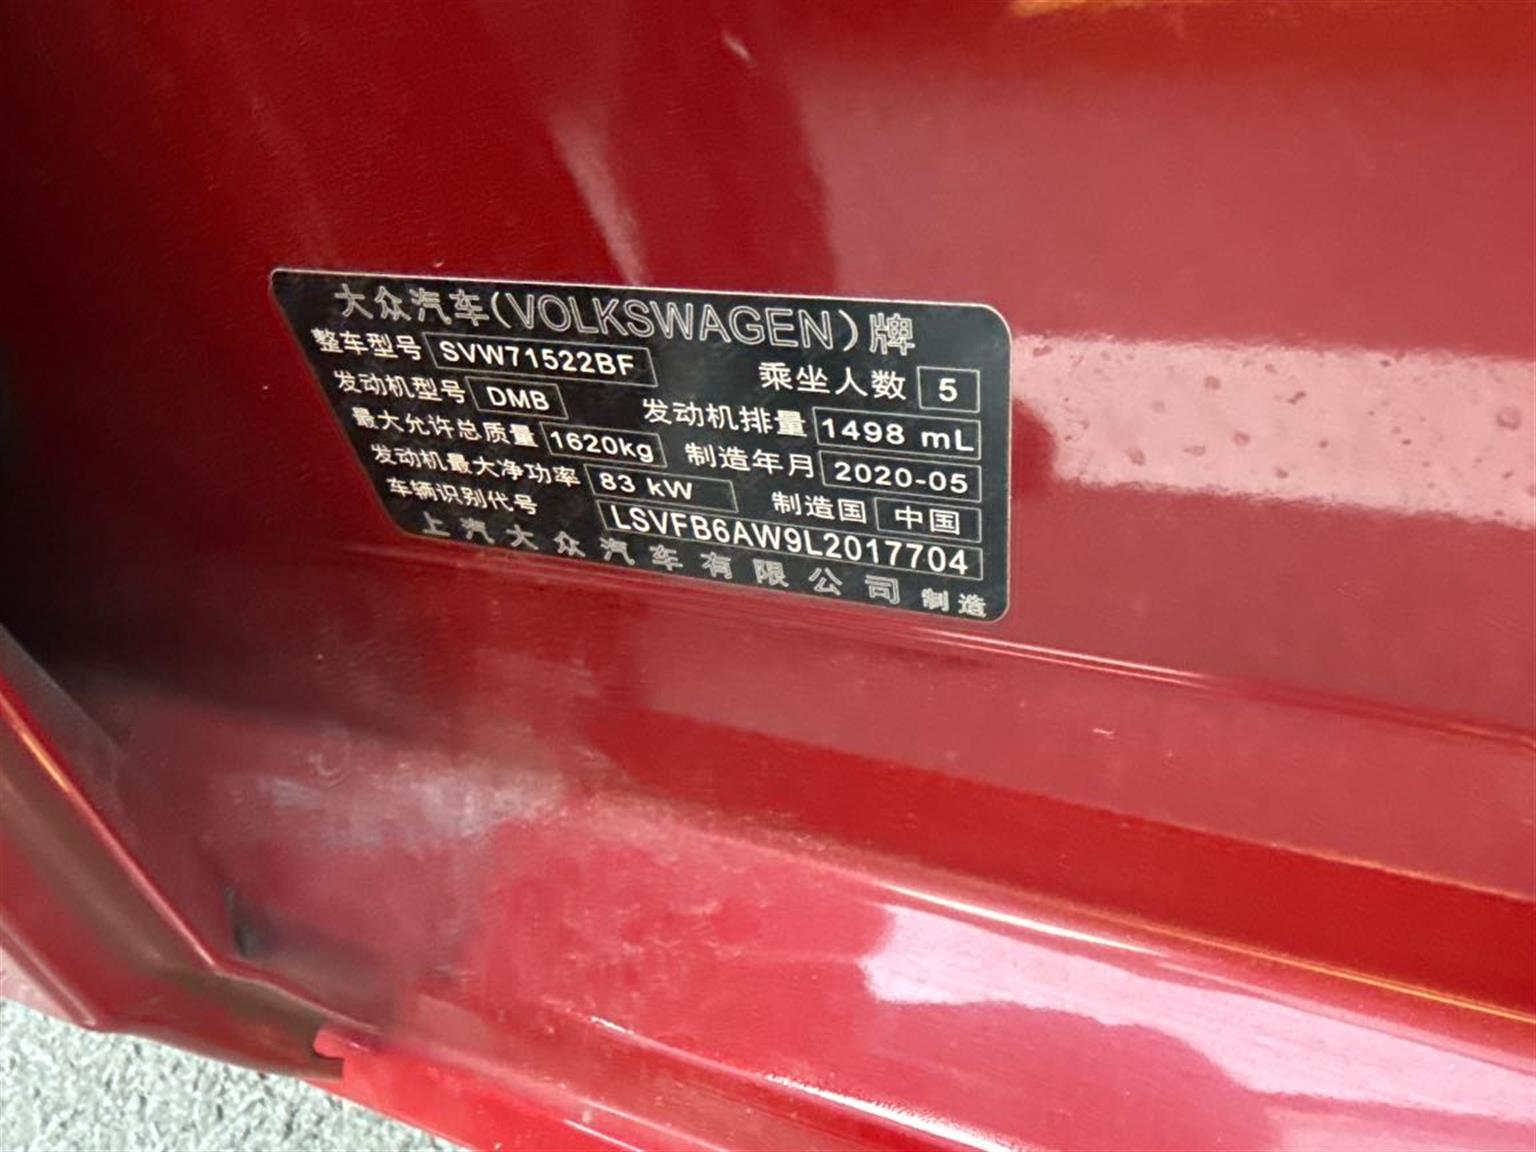 大众汽车(VOLKSWAGEN)牌
整车型号 SVW71522BF 乘坐人数 5
发动机型号 DMB 发动机排量 1498 mL
最大允许总质量 1620kg 制造年月 2020-05
发动机最大净功率 83 kW 制造国 中国
车辆识别代号 LSVFB6AW9L2017704
上汽大众汽车有限公司 制造